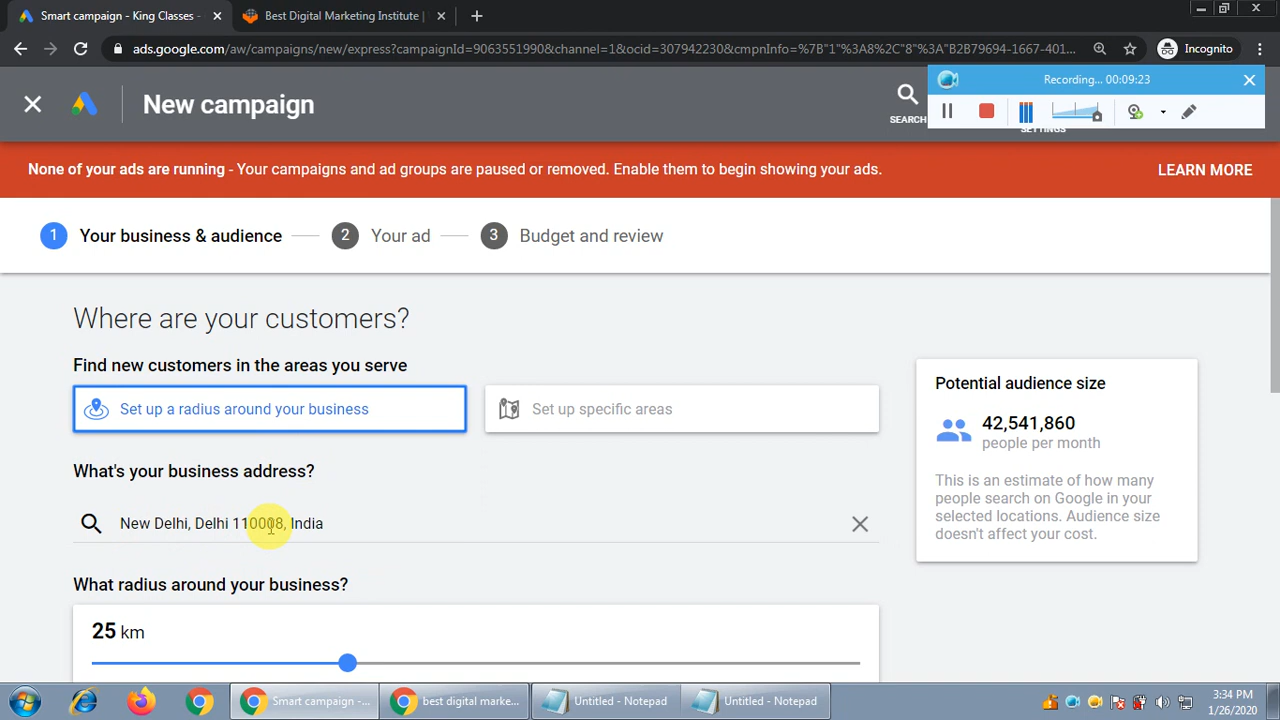 Smart campaign - King Classes -
Best Digital Marketing Institute |
ads.google.com/aw/campaigns/new/express?campaignId=9063551990&channel=1&ocid=307942230&cmpnInfo=%7B"1"%3A8%2C"8"%3A"B2B79694-1667-401...
Incognito
Recording... 00:09:23
New campaign
SEARCH
SETTINGS
None of your ads are running - Your campaigns and ad groups are paused or removed. Enable them to begin showing your ads.
LEARN MORE
1 Your business & audience
2 Your ad
3 Budget and review
Where are your customers?
Find new customers in the areas you serve
Set up a radius around your business
Set up specific areas
What's your business address?
New Delhi, Delhi 110008, India
What radius around your business?
25 km
Potential audience size
42,541,860
people per month
This is an estimate of how many
people search on Google in your
selected locations. Audience size
doesn't affect your cost.
Smart campaign -...
best digital marke...
Untitled - Notepad
Untitled - Notepad
3:34 PM
1/26/2020